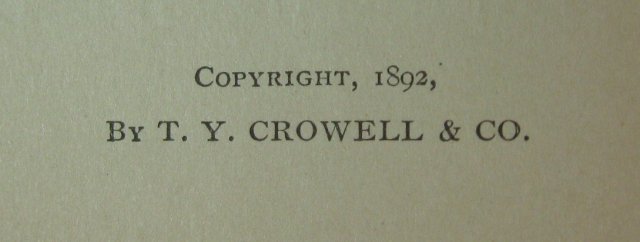 Copyright, 1892,
By T. Y. CROWELL & CO.